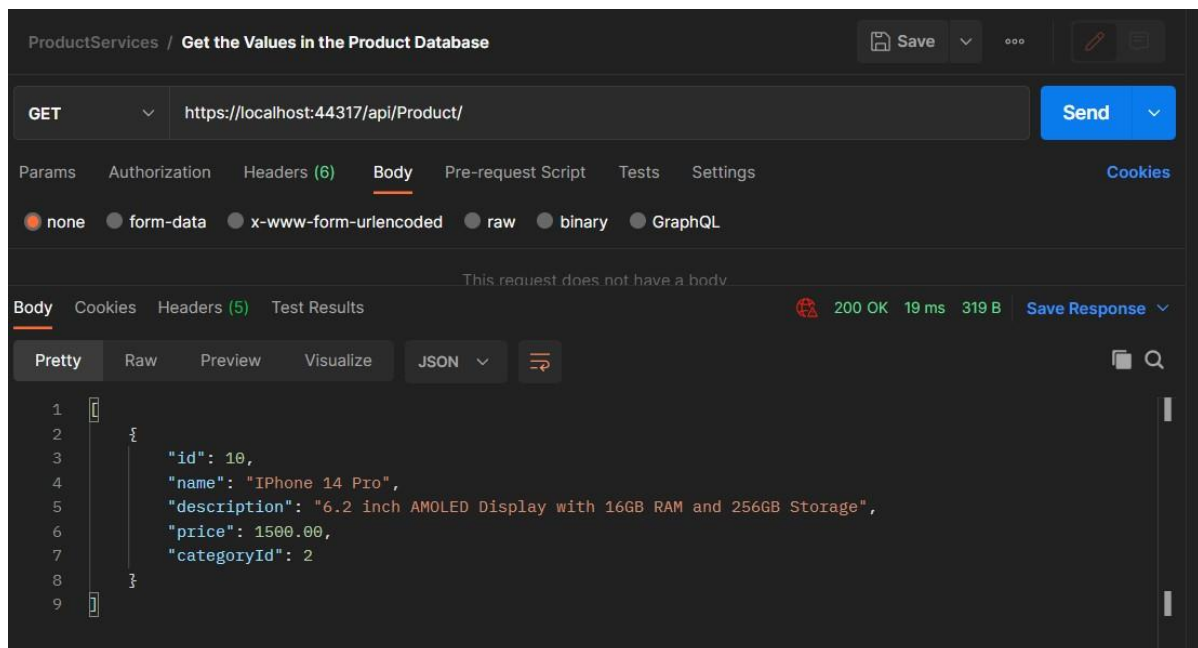 ProductServices / Get the Values in the Product Database
Save
GET https://localhost:44317/api/Product/ Send
Params Authorization Headers (6) Body Pre-request Script Tests Settings Cookies
none form-data x-www-form-urlencoded raw binary GraphQL
This request does not have a body
Body Cookies Headers (5) Test Results 200 OK 19 ms 319 B Save Response
Pretty Raw Preview Visualize JSON
1 [
2 {
3 "id": 10,
4 "name": "IPhone 14 Pro",
5 "description": "6.2 inch AMOLED Display with 16GB RAM and 256GB Storage",
6 "price": 1500.00,
7 "categoryId": 2
8 }
9 ]